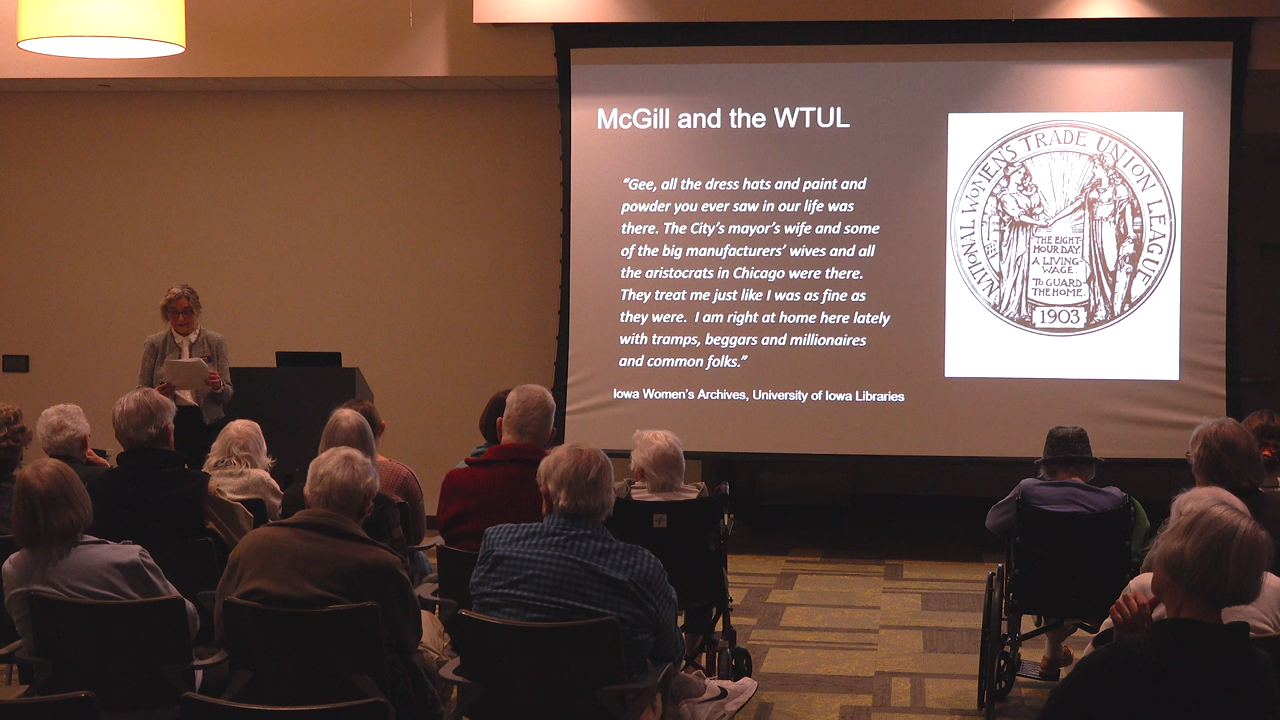 McGill and the WTUL
“Gee, all the dress hats and paint and
powder you ever saw in our life was
there. The City’s mayor’s wife and some
of the big manufacturers’ wives and all
the aristocrats in Chicago were there.
They treat me just like I was as fine as
they were.  I am right at home here lately
with tramps, beggars and millionaires
and common folks.”
Iowa Women's Archives, University of Iowa Libraries
NATIONAL WOMEN'S TRADE UNION LEAGUE
THE EIGHT-
HOUR DAY
A LIVING-
WAGE.
TO GUARD
THE HOME.
1903